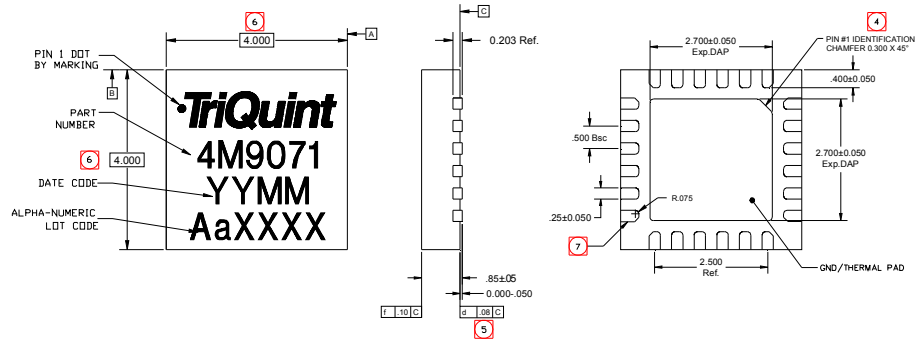 6
4.000
A
PIN 1 DOT
BY MARKING
B
TriQuint
PART
NUMBER
4M9071
6
4.000
YYMM
DATE CODE
ALPHA-NUMERIC
LOT CODE
AaXXXX
C
0.203 Ref.
.85±.05
0.000-.050
f .10 C
d .08 C
5
4
PIN #1 IDENTIFICATION
CHAMFER 0.300 X 45°
2.700±0.050
Exp.DAP
.400±0.050
.500 Bsc
2.700±0.050
Exp.DAP
.25±0.050
R.075
7
2.500
Ref.
GND/THERMAL PAD